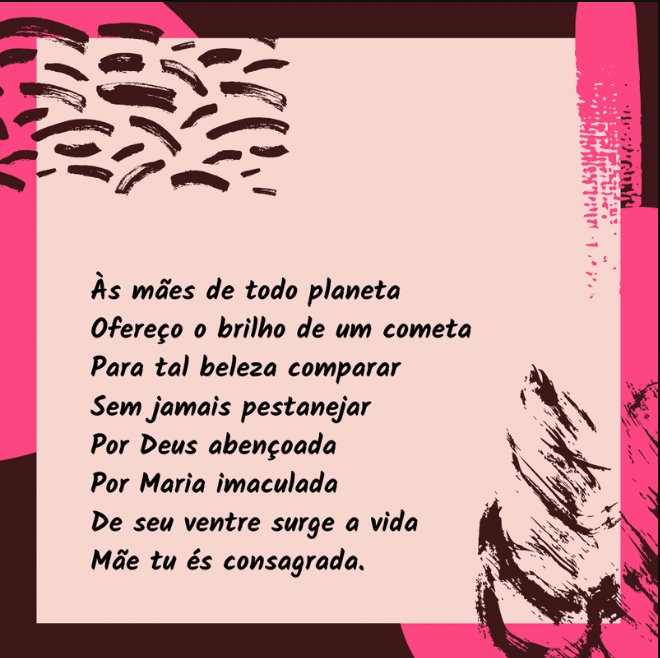 Às mães de todo planeta
Ofereço o brilho de um cometa
Para tal beleza comparar
Sem jamais pestanejar
Por Deus abençoada
Por Maria imaculada
De seu ventre surge a vida
Mãe tu és consagrada.